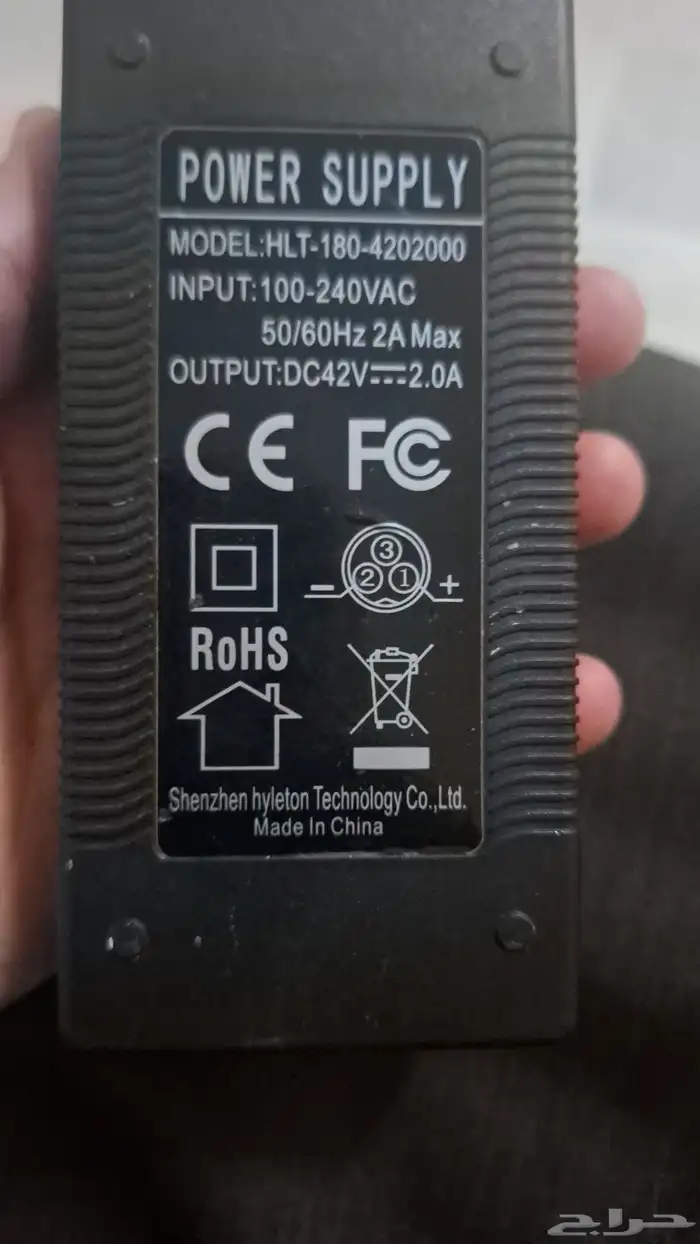 POWER SUPPLY
MODEL:HLT-180-4202000
INPUT:100-240VAC
50/60Hz 2A Max
OUTPUT:DC42V⎓2.0A
CE FC
3
− 2 1 +
RoHS
Shenzhen hyleton Technology Co.,Ltd.
Made In China
حراج